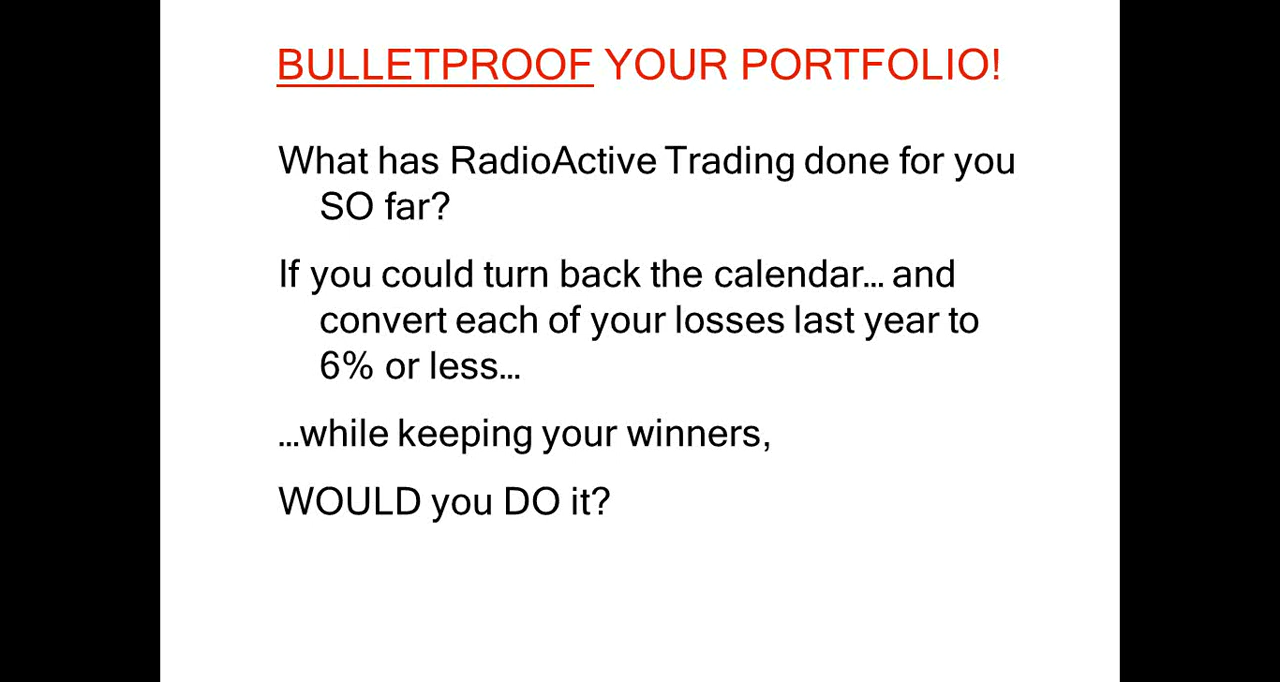 BULLETPROOF YOUR PORTFOLIO!
What has RadioActive Trading done for you
SO far?
If you could turn back the calendar... and
convert each of your losses last year to
6% or less...
...while keeping your winners,
WOULD you DO it?